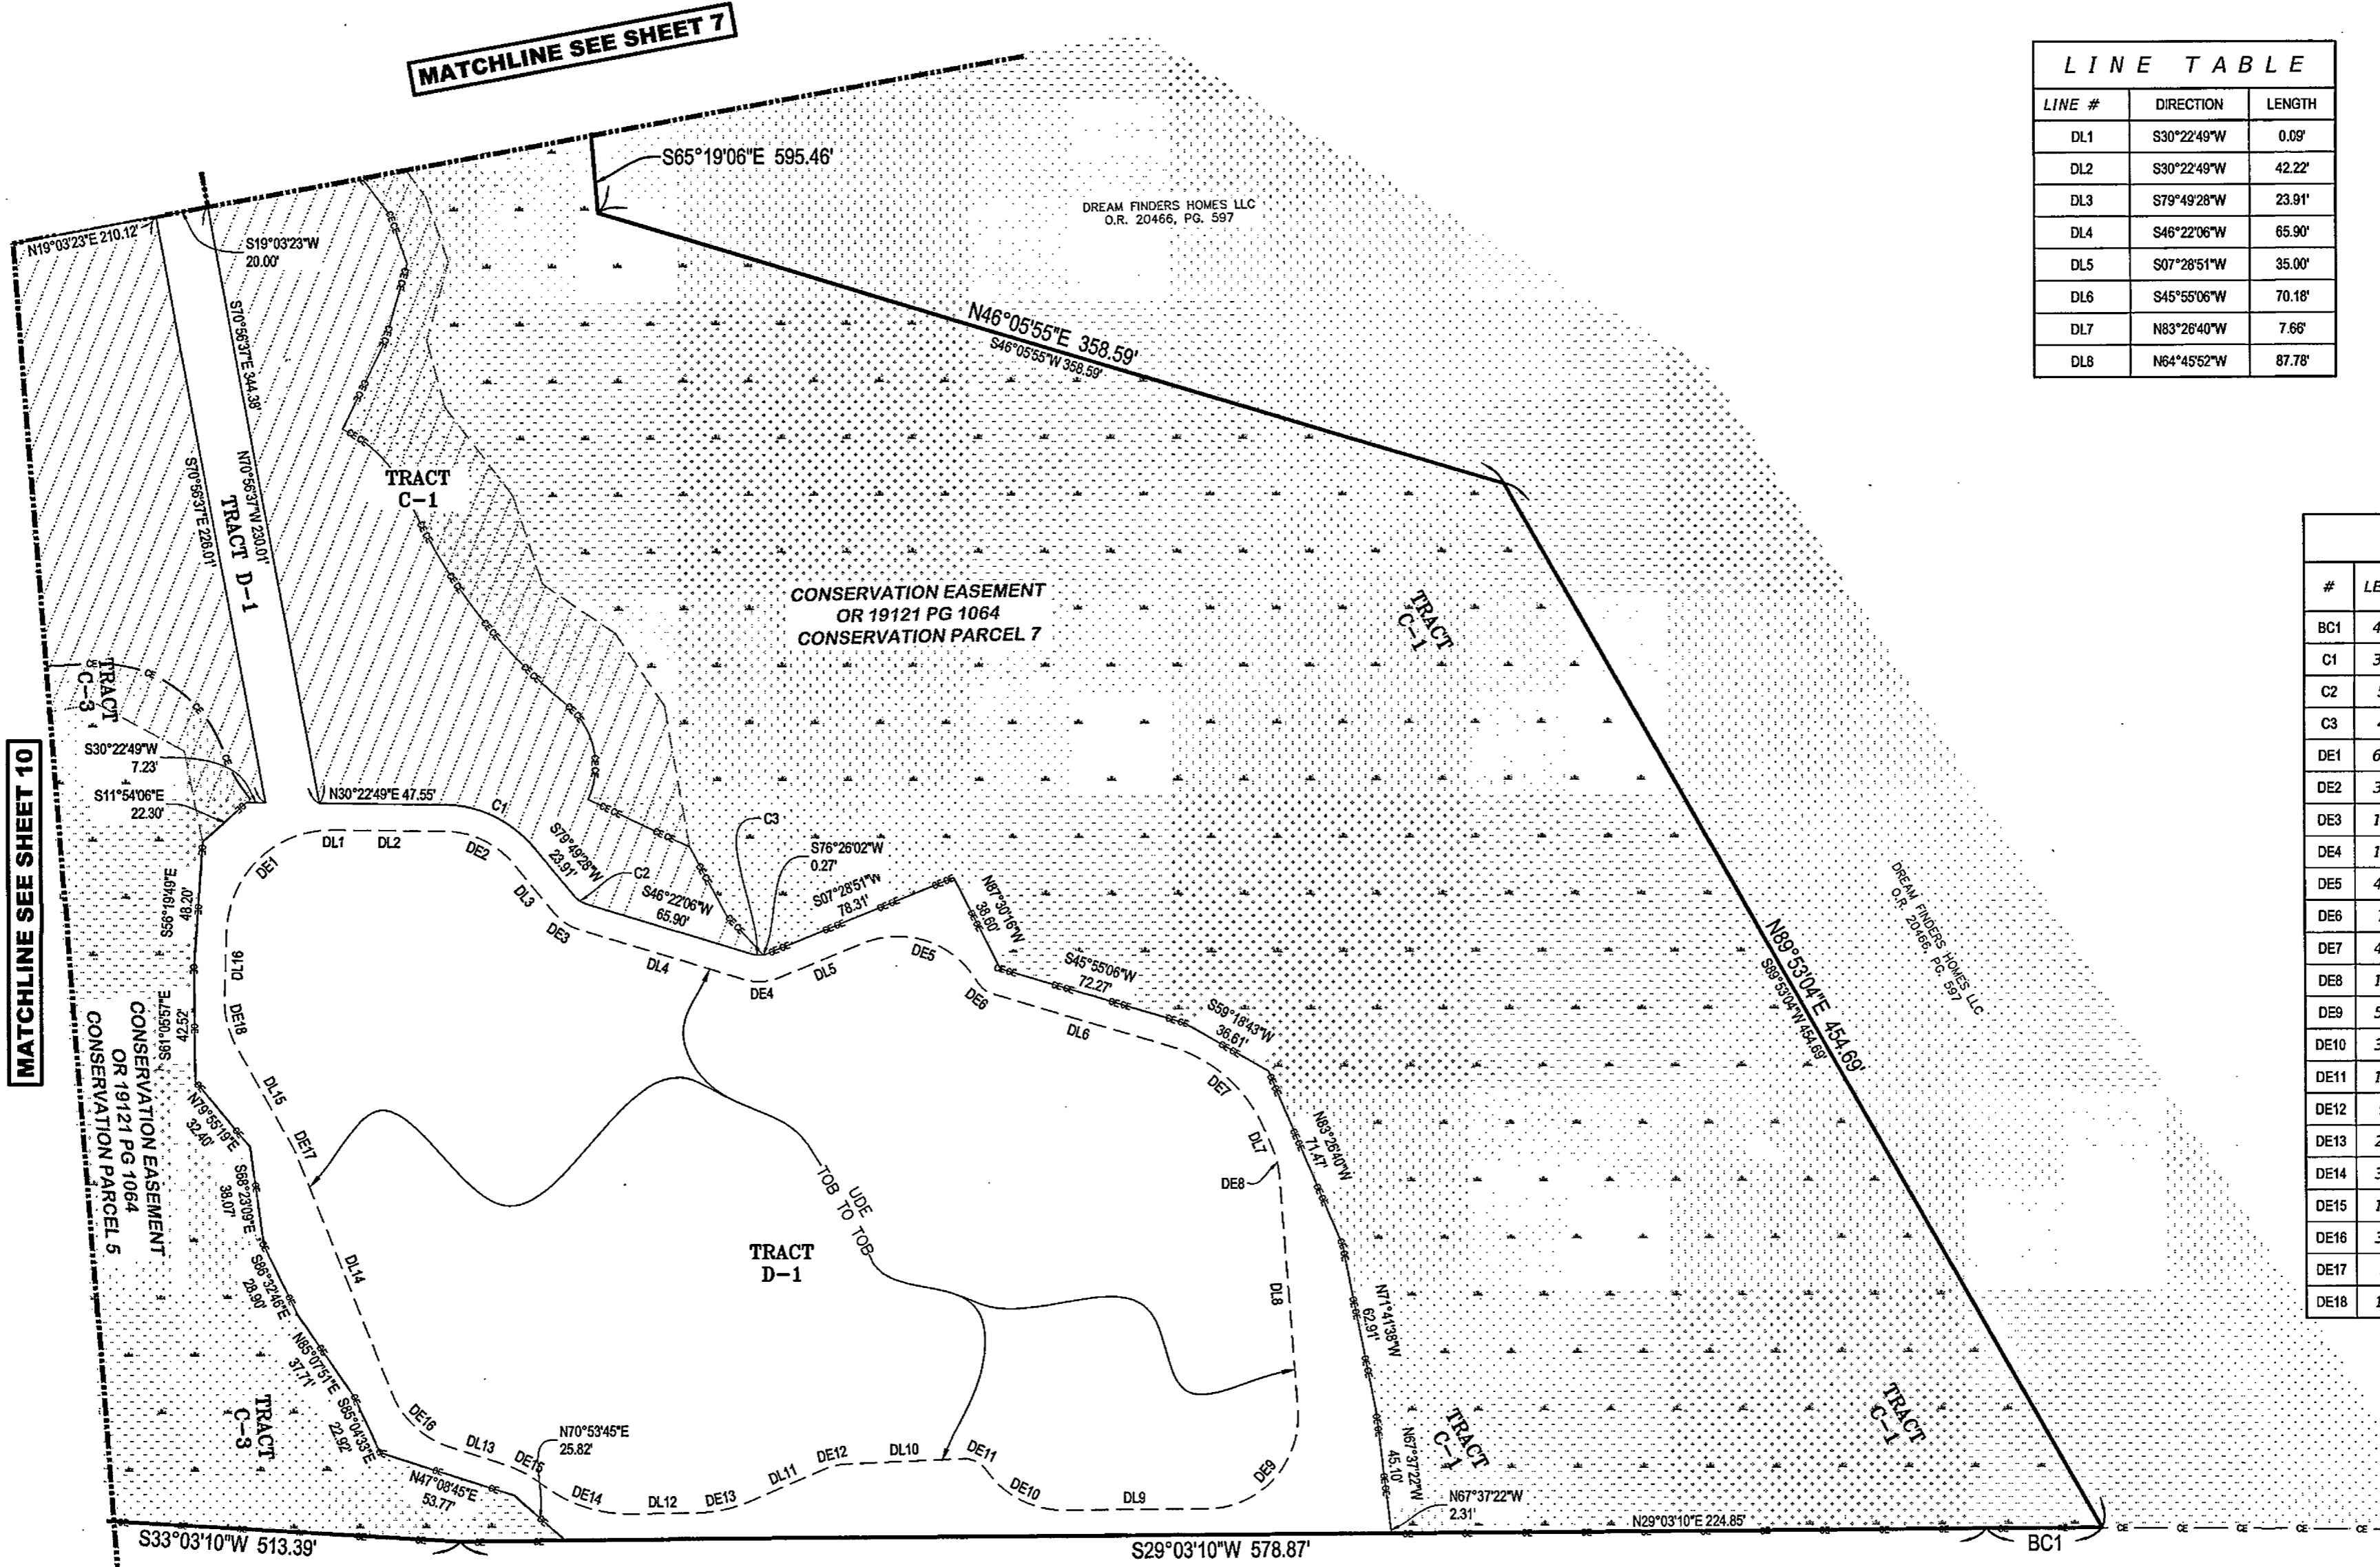 MATCHLINE SEE SHEET 7
S65°19'06"E 595.46'
DREAM FINDERS HOMES LLC
O.R. 20466, PG. 597
N19°03'23"E 210.12'
S19°03'23"W
20.00'
S70°56'37"E 344.38'
N70°56'37"W 230.01'
S70°56'37"E 226.01'
TRACT D-1
TRACT
C-1
N46°05'55"E 358.59'
S46°05'55"W 358.59'
CONSERVATION EASEMENT
OR 19121 PG 1064
CONSERVATION PARCEL 7
TRACT
C-1
TRACT
C-3
S30°22'49"W
7.23'
S11°54'06"E
22.30'
N30°22'49"E 47.55'
C1
S79°49'28"W
23.91'
C2
C3
S76°26'02"W
0.27'
S46°22'06"W
65.90'
S07°28'51"W
78.31'
N87°30'16"W
38.60'
S45°55'06"W
72.27'
S59°18'43"W
36.61'
N83°26'40"W
71.47'
N71°41'38"W
62.91'
N67°37'22"W
45.10'
N67°37'22"W
2.31'
N89°53'04"E 454.69'
S89°53'04"W 454.69'
DREAM FINDERS HOMES LLC
O.R. 20466, PG. 597
MATCHLINE SEE SHEET 10
S56°19'49"E
48.20'
S61°06'57"E
42.52'
CONSERVATION EASEMENT
OR 19121 PG 1064
CONSERVATION PARCEL 5
N79°55'19"E
32.40'
S68°23'09"E
38.07'
S86°32'46"E
28.90'
N85°07'51"E
37.71'
S85°04'33"E
22.92'
N47°08'45"E
53.77'
N70°53'45"E
25.82'
TRACT
C-3
DE1
DL1
DL2
DE2
DL3
DE3
DL4
DE4
DL5
DE5
DE6
DL6
DE7
DL7
DE8
DL8
DE9
DL9
DE10
DE11
DL10
DE12
DL11
DE13
DL12
DE14
DE15
DL13
DE16
DL14
DE17
DL15
DE18
DL16
UDE
TOB TO TOB
TRACT
D-1
TRACT
C-1
TRACT
C-1
N29°03'10"E 224.85'
S33°03'10"W 513.39'
S29°03'10"W 578.87'
BC1
LINE TABLE
LINE # DIRECTION LENGTH
DL1 S30°22'49"W 0.09'
DL2 S30°22'49"W 42.22'
DL3 S79°49'28"W 23.91'
DL4 S46°22'06"W 65.90'
DL5 S07°28'51"W 35.00'
DL6 S45°55'06"W 70.18'
DL7 N83°26'40"W 7.66'
DL8 N64°45'52"W 87.78'
#
BC1
C1
C2
C3
DE1
DE2
DE3
DE4
DE5
DE6
DE7
DE8
DE9
DE10
DE11
DE12
DE13
DE14
DE15
DE16
DE17
DE18